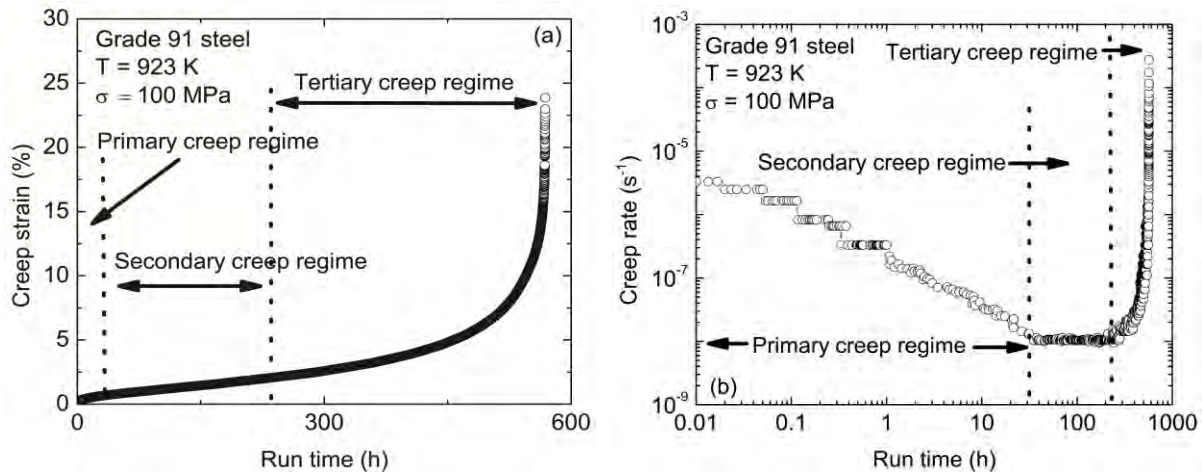 30
25
20
15
10
5
0
Creep strain (%)
(a)
Grade 91 steel
T = 923 K
σ = 100 MPa
Tertiary creep regime
Primary creep regime
Secondary creep regime
0
300
600
Run time (h)
10⁻³
10⁻⁵
10⁻⁷
10⁻⁹
Creep rate (s⁻¹)
Grade 91 steel
T = 923 K
σ = 100 MPa
Tertiary creep regime
Secondary creep regime
Primary creep regime
(b)
0.01
0.1
1
10
100
1000
Run time (h)